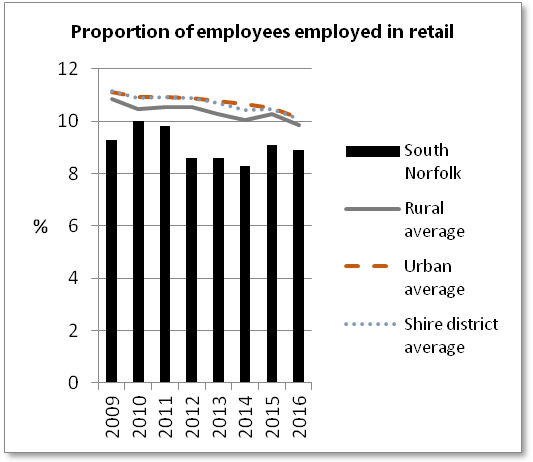 Proportion of employees employed in retail
12
10
8
6
4
2
0
%
2009
2010
2011
2012
2013
2014
2015
2016
South
Norfolk
Rural
average
Urban
average
Shire district
average